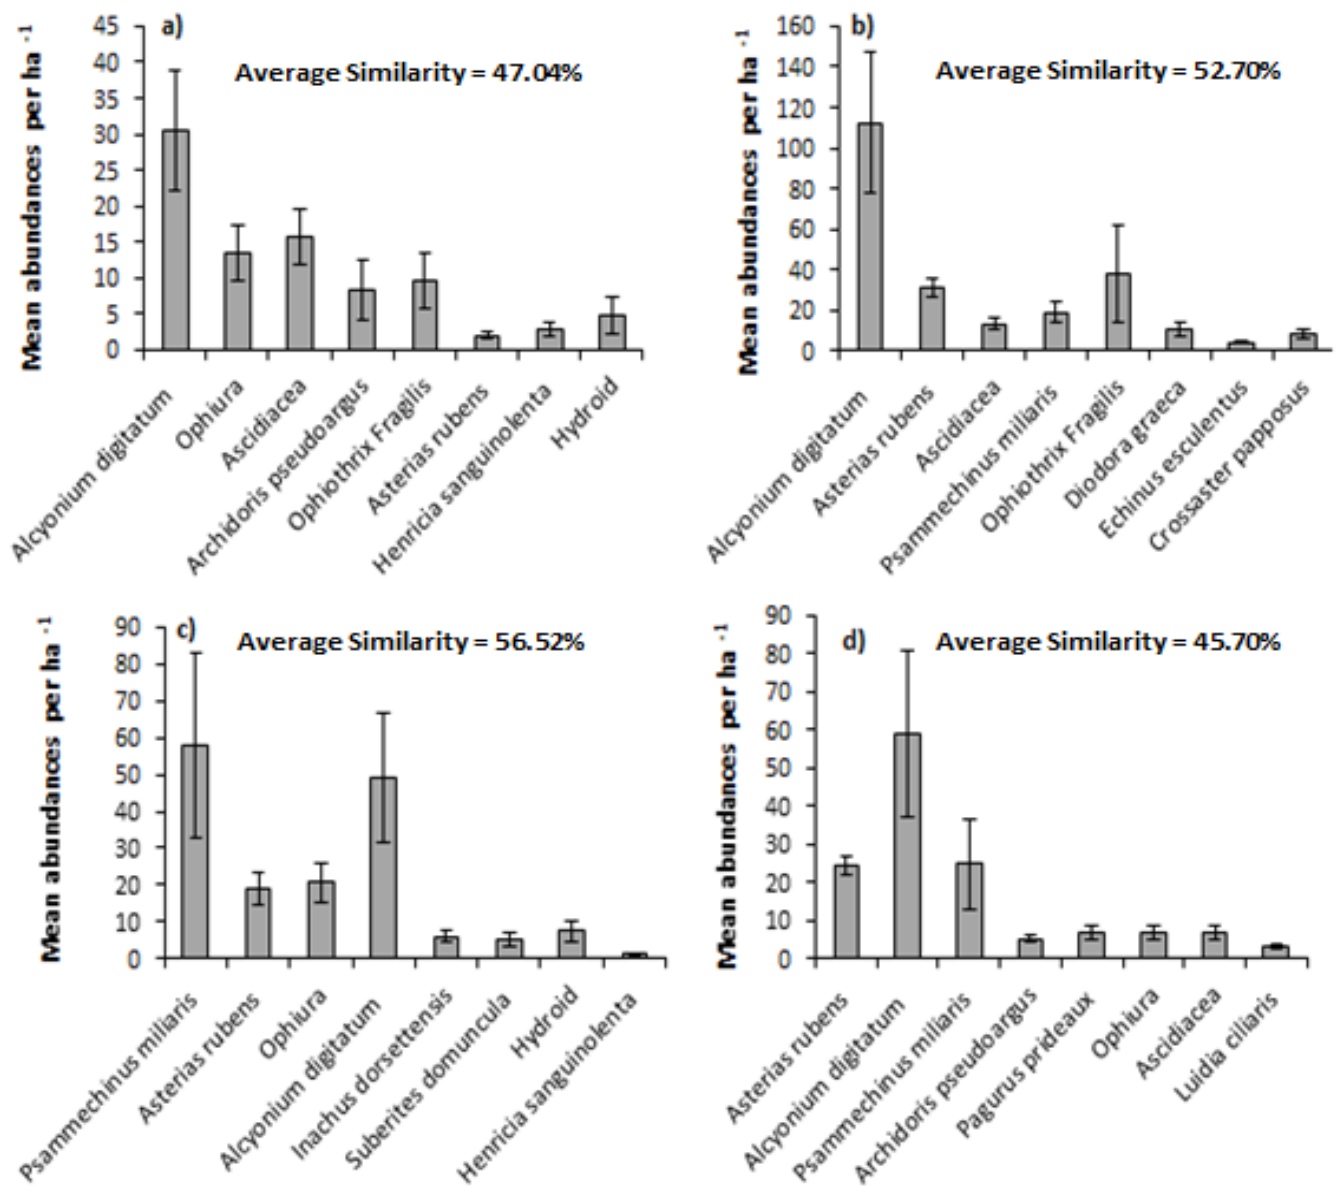 a)
Average Similarity = 47.04%
Mean abundances per ha -1
45
40
35
30
25
20
15
10
5
0
Alcyonium digitatum
Ophiura
Ascidiacea
Archidoris pseudoargus
Ophiothrix Fragilis
Asterias rubens
Henricia sanguinolenta
Hydroid
b)
Average Similarity = 52.70%
Mean abundances per ha -1
160
140
120
100
80
60
40
20
0
Alcyonium digitatum
Asterias rubens
Ascidiacea
Psammechinus miliaris
Ophiothrix Fragilis
Diodora graeca
Echinus esculentus
Crossaster papposus
c)
Average Similarity = 56.52%
Mean abundances per ha -1
90
80
70
60
50
40
30
20
10
0
Psammechinus miliaris
Asterias rubens
Ophiura
Alcyonium digitatum
Inachus dorsettensis
Suberites domuncula
Hydroid
Henricia sanguinolenta
d)
Average Similarity = 45.70%
Mean abundances per ha -1
90
80
70
60
50
40
30
20
10
0
Asterias rubens
Alcyonium digitatum
Psammechinus miliaris
Archidoris pseudoargus
Pagurus prideaux
Ophiura
Ascidiacea
Luidia ciliaris